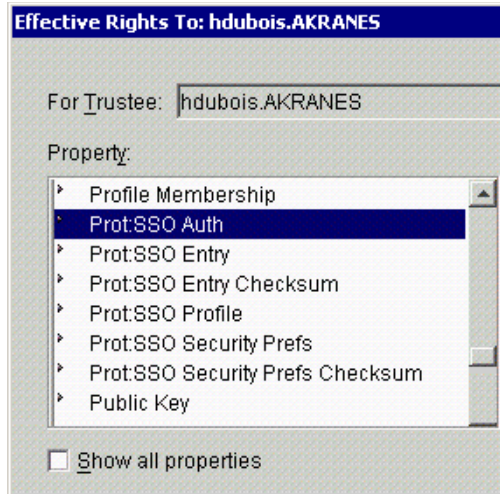 Effective Rights To: hdubois.AKRANES
For Trustee: hdubois.AKRANES
Property:
Profile Membership
Prot:SSO Auth
Prot:SSO Entry
Prot:SSO Entry Checksum
Prot:SSO Profile
Prot:SSO Security Prefs
Prot:SSO Security Prefs Checksum
Public Key
Show all properties